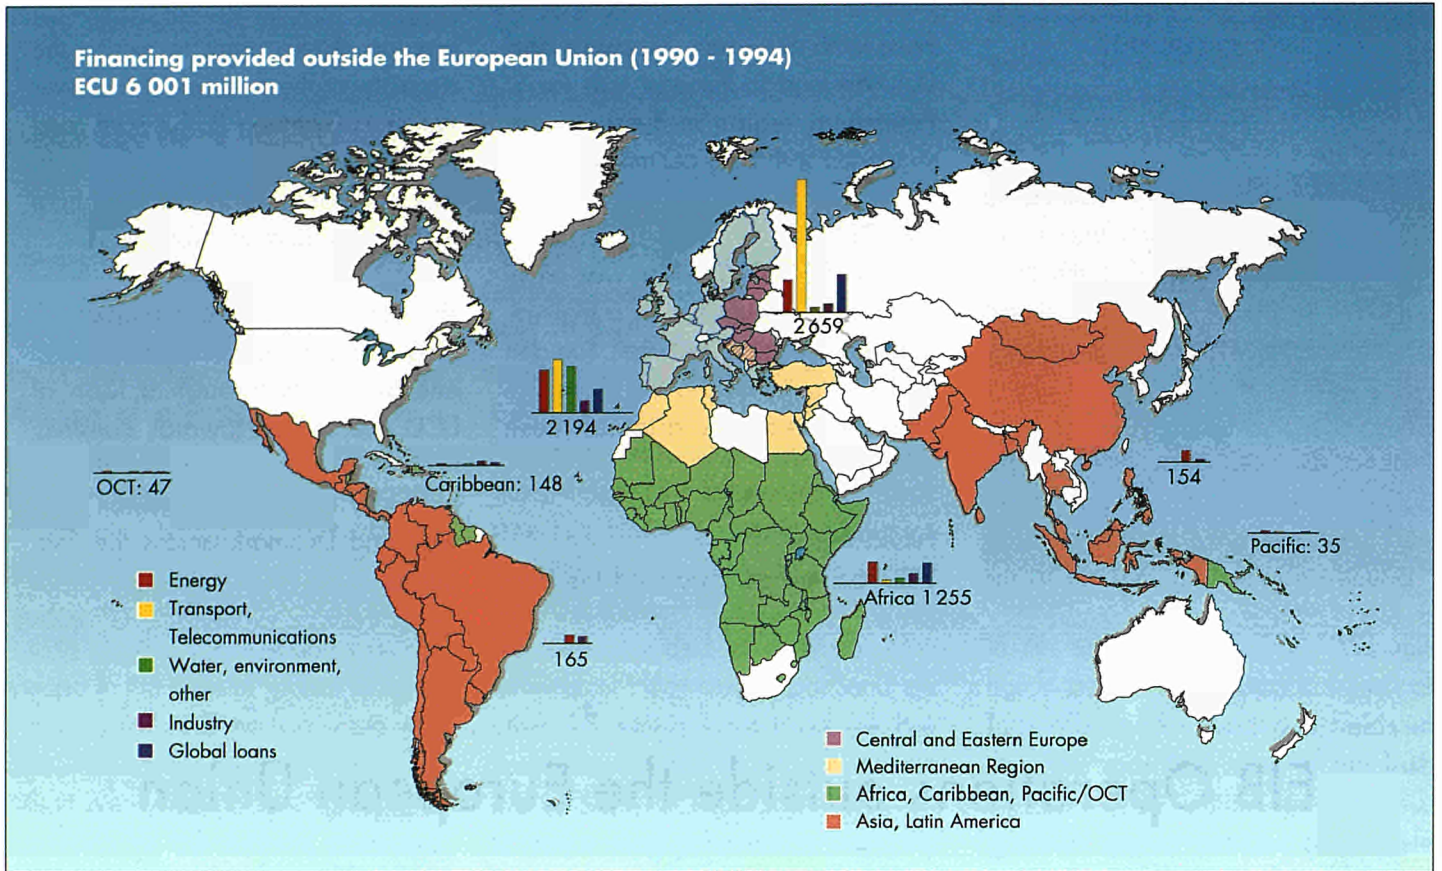 Financing provided outside the European Union (1990 - 1994)
ECU 6 001 million
2 659
2 194
OCT: 47
Caribbean: 148
154
Pacific: 35
Africa 1 255
165
Energy
Transport,
Telecommunications
Water, environment,
other
Industry
Global loans
Central and Eastern Europe
Mediterranean Region
Africa, Caribbean, Pacific/OCT
Asia, Latin America